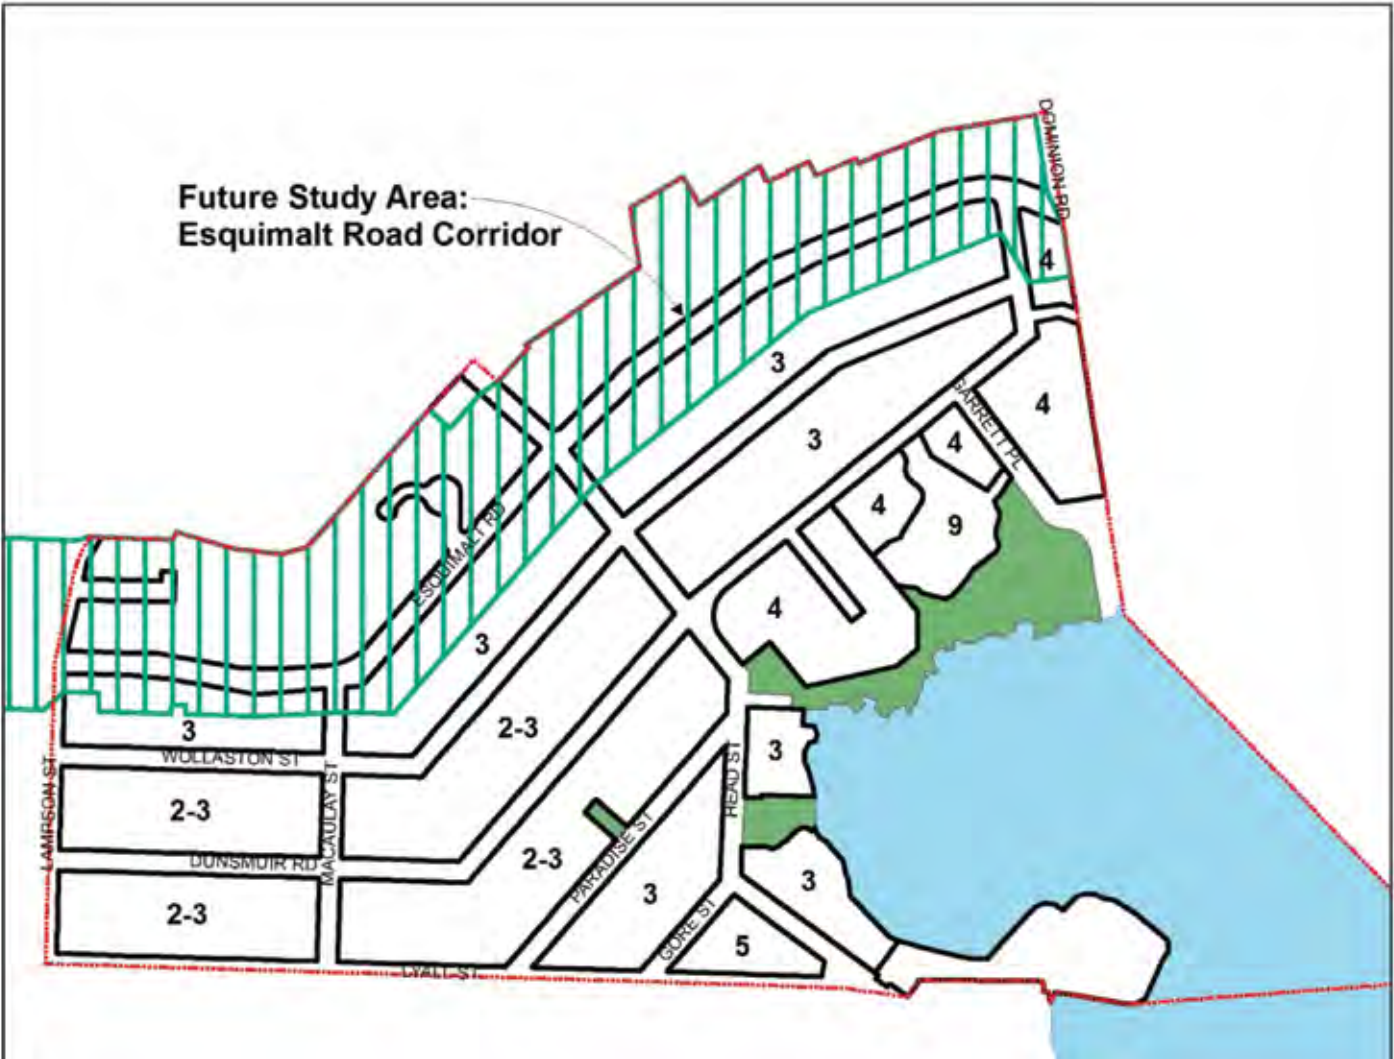 DOMINION RD
Future Study Area:
Esquimalt Road Corridor
4
3
4
GARRETT PL
3
4
4
9
ESQUIMALT RD
4
3
2-3
3
WOLLASTON ST
3
HEAD ST
LAMPSON ST
2-3
MACAULAY ST
DUNSMUIR RD
2-3
PARADISE ST
3
3
2-3
GORE ST
5
LYALL ST